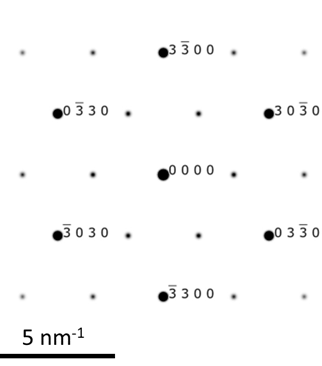 3 3̅ 0 0
0 3̅ 3 0
3 0 3̅ 0
0 0 0 0
3̅ 0 3 0
0 3 3̅ 0
3̅ 3 0 0
5 nm⁻¹